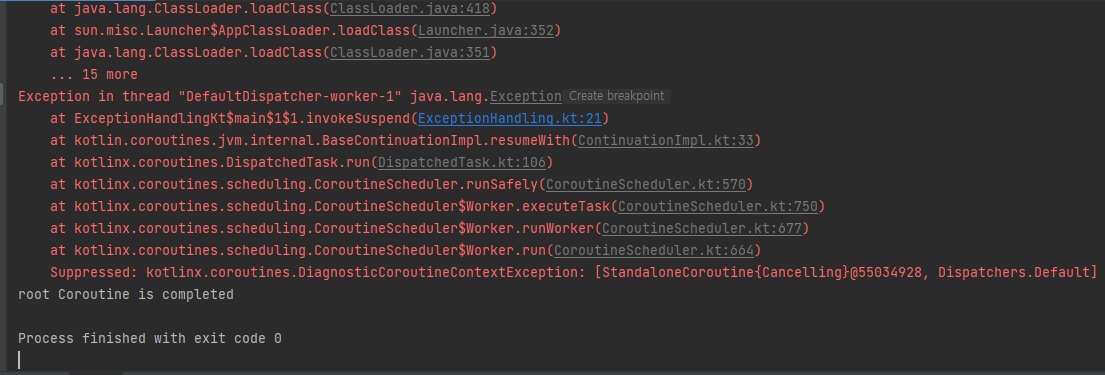 at java.lang.ClassLoader.loadClass(ClassLoader.java:418)
at sun.misc.Launcher$AppClassLoader.loadClass(Launcher.java:352)
at java.lang.ClassLoader.loadClass(ClassLoader.java:351)
... 15 more
Exception in thread "DefaultDispatcher-worker-1" java.lang.Exception Create breakpoint
at ExceptionHandlingKt$main$1$1.invokeSuspend(ExceptionHandling.kt:21)
at kotlin.coroutines.jvm.internal.BaseContinuationImpl.resumeWith(ContinuationImpl.kt:33)
at kotlinx.coroutines.DispatchedTask.run(DispatchedTask.kt:106)
at kotlinx.coroutines.scheduling.CoroutineScheduler.runSafely(CoroutineScheduler.kt:570)
at kotlinx.coroutines.scheduling.CoroutineScheduler$Worker.executeTask(CoroutineScheduler.kt:750)
at kotlinx.coroutines.scheduling.CoroutineScheduler$Worker.runWorker(CoroutineScheduler.kt:677)
at kotlinx.coroutines.scheduling.CoroutineScheduler$Worker.run(CoroutineScheduler.kt:664)
Suppressed: kotlinx.coroutines.DiagnosticCoroutineContextException: [StandaloneCoroutine{Cancelling}@55034928, Dispatchers.Default]
root Coroutine is completed
Process finished with exit code 0